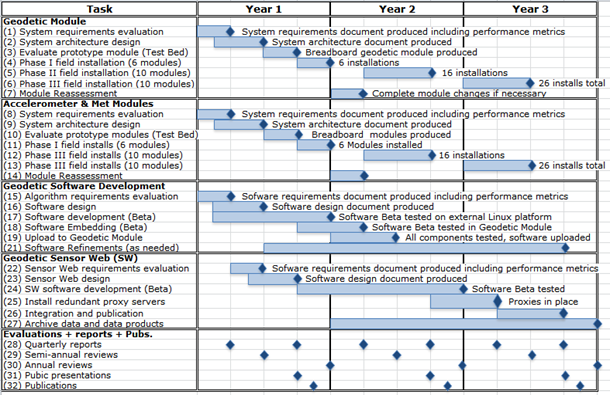 Task Year 1 Year 2 Year 3
Geodetic Module
(1) System requirements evaluation System requirements document produced including performance metrics
(2) System architecture design System architecture document produced
(3) Evaluate prototype module (Test Bed) Breadboard geodetic module produced
(4) Phase I field installation (6 modules) 6 installations
(5) Phase II field installation (10 modules) 16 installations
(6) Phase III field installation (10 modules) 26 installs total
(7) Module Reassessment Complete module changes if necessary
Accelerometer & Met Modules
(8) System requirements evaluation System requirements document produced including performance metrics
(9) System architecture design System architecture document produced
(10) Evaluate prototype modules (Test Bed) Breadboard modules produced
(11) Phase I field installs (6 modules) 6 Modules installed
(12) Phase III field installs (10 modules) 16 installations
(13) Phase III field installs (10 modules) 26 installs total
(14) Module Reassessment
Geodetic Software Development
(15) Algorithm requirements evaluation Sofware requirements document produced including performance metrics
(16) Software design Software design document produced
(17) Software development (Beta) Software Beta tested on external Linux platform
(18) Software Embedding (Beta) Software Beta tested in Geodetic Module
(19) Upload to Geodetic Module All components tested, software uploaded
(21) Software Refinements (as needed)
Geodetic Sensor Web (SW)
(22) Sensor Web requirements evaluation Sofware requirements document produced including performance metrics
(23) Sensor Web design Software design document produced
(24) SW software development (Beta) Software Beta tested
(25) Install redundant proxy servers Proxies in place
(26) Integration and publication
(27) Archive data and data products
Evaluations + reports + Pubs.
(28) Quarterly reports
(29) Semi-annual reviews
(30) Annual reviews
(31) Pubic presentations
(32) Publications